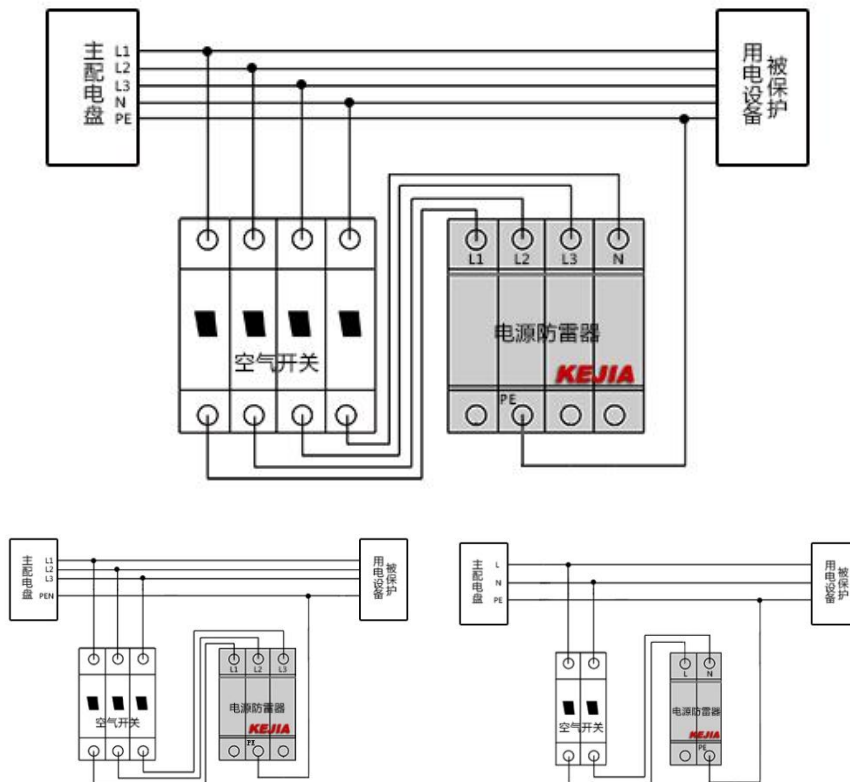 主配电盘
L1
L2
L3
N
PE
用电设备
被保护
空气开关
L1 L2 L3 N
电源防雷器
KEJIA
PE
主配电盘
L1
L2
L3
PEN
用电设备
被保护
空气开关
L1 L2 L3
电源防雷器
KEJIA
PE
主配电盘
L
N
PE
用电设备
被保护
空气开关
L N
电源防雷器
KEJIA
PE